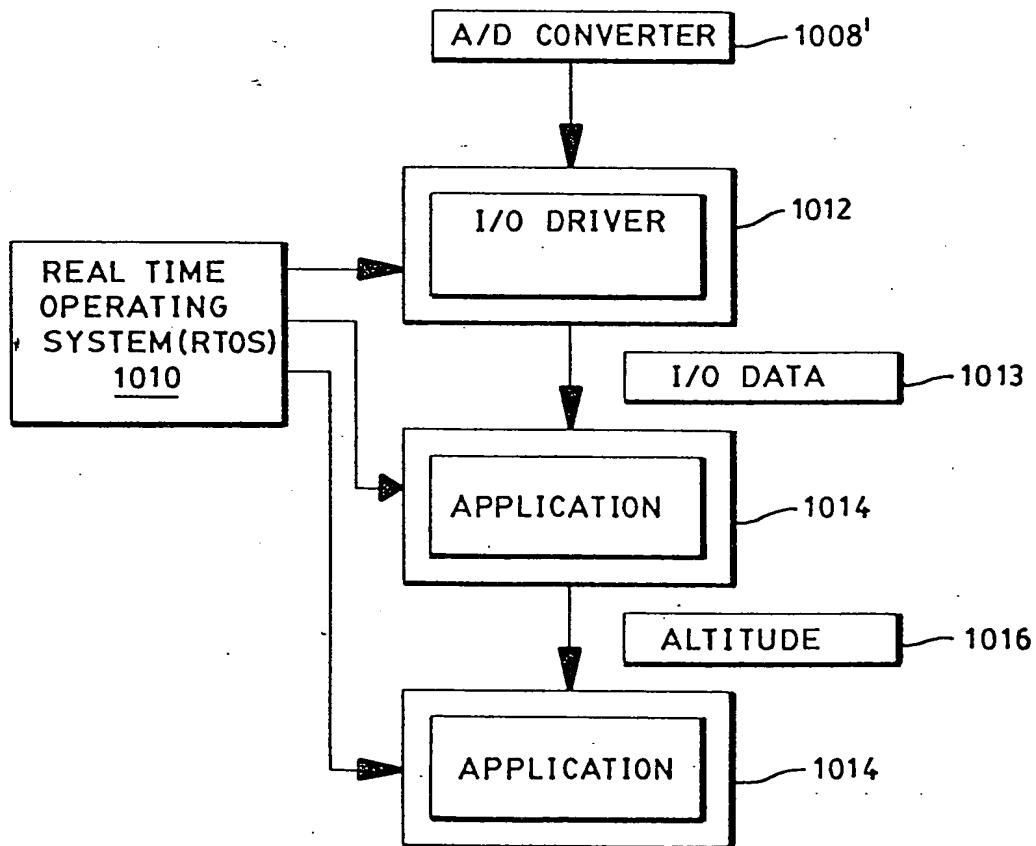 A/D CONVERTER
1008'
I/O DRIVER
1012
REAL TIME
OPERATING
SYSTEM(RTOS)
1010
I/O DATA
1013
APPLICATION
1014
ALTITUDE
1016
APPLICATION
1014